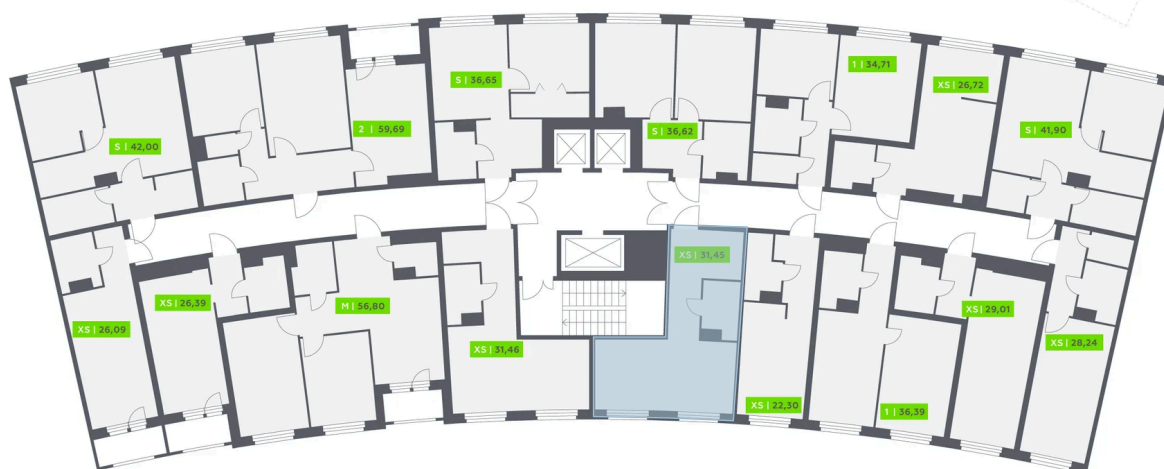 S | 42,00
2 | 59,69
S | 36,65
S | 36,62
1 | 34,71
XS | 26,72
S | 41,90
XS | 26,09
XS | 26,39
M | 56,80
XS | 31,46
XS | 31,45
XS | 22,30
1 | 36,39
XS | 29,01
XS | 28,24